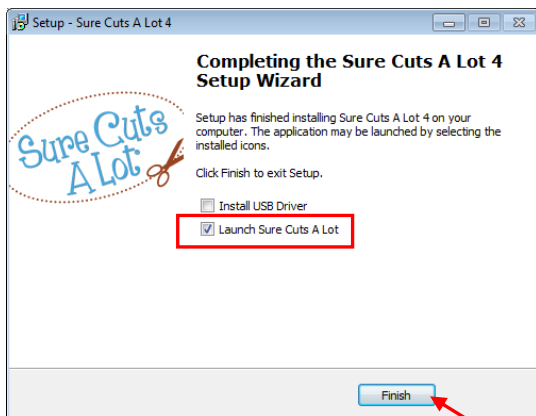 Setup - Sure Cuts A Lot 4
Completing the Sure Cuts A Lot 4
Setup Wizard
Sure Cuts
A Lot
Setup has finished installing Sure Cuts A Lot 4 on your
computer. The application may be launched by selecting the
installed icons.
Click Finish to exit Setup.
Install USB Driver
Launch Sure Cuts A Lot
Finish